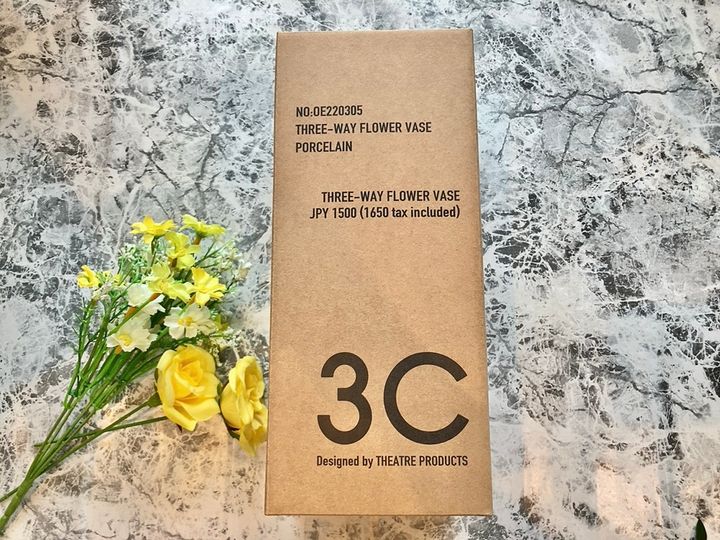 NO:OE220305
THREE-WAY FLOWER VASE
PORCELAIN
THREE-WAY FLOWER VASE
JPY 1500 (1650 tax included)
3C
Designed by THEATRE PRODUCTS